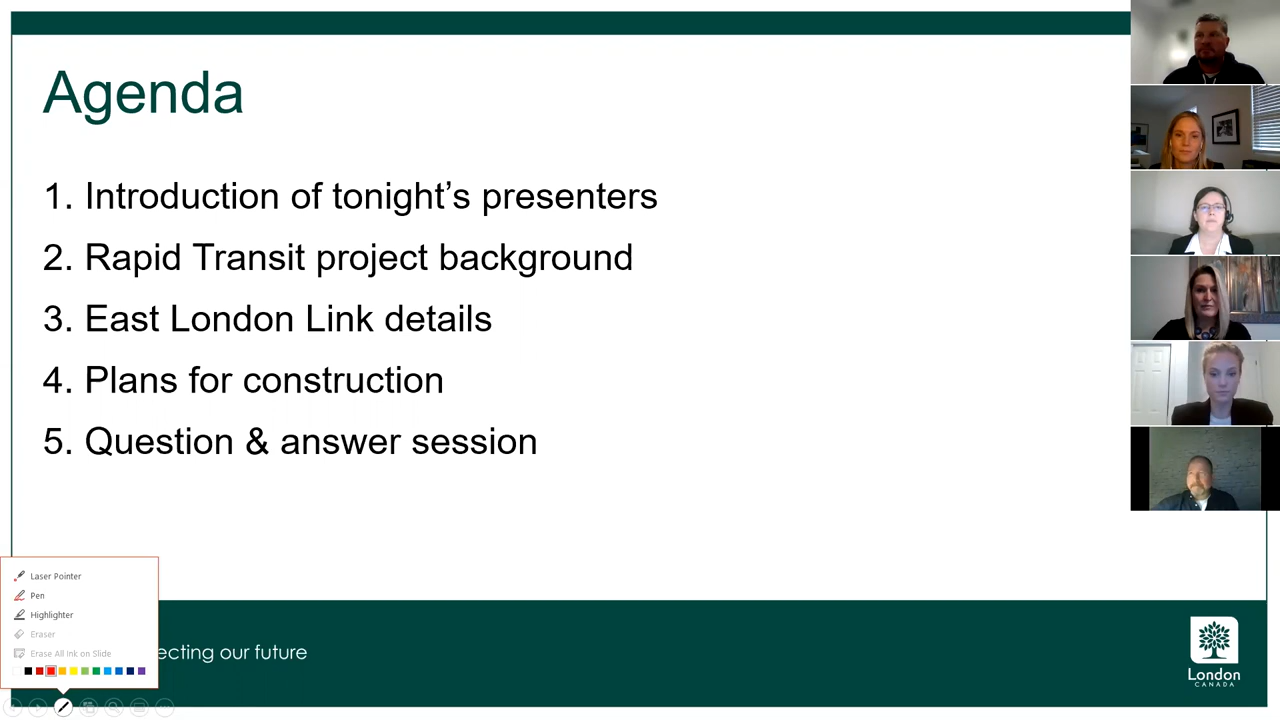 Agenda
1. Introduction of tonight’s presenters
2. Rapid Transit project background
3. East London Link details
4. Plans for construction
5. Question & answer session
Laser Pointer
Pen
Highlighter
Eraser
Erase All Ink on Slide
ecting our future
London
CANADA